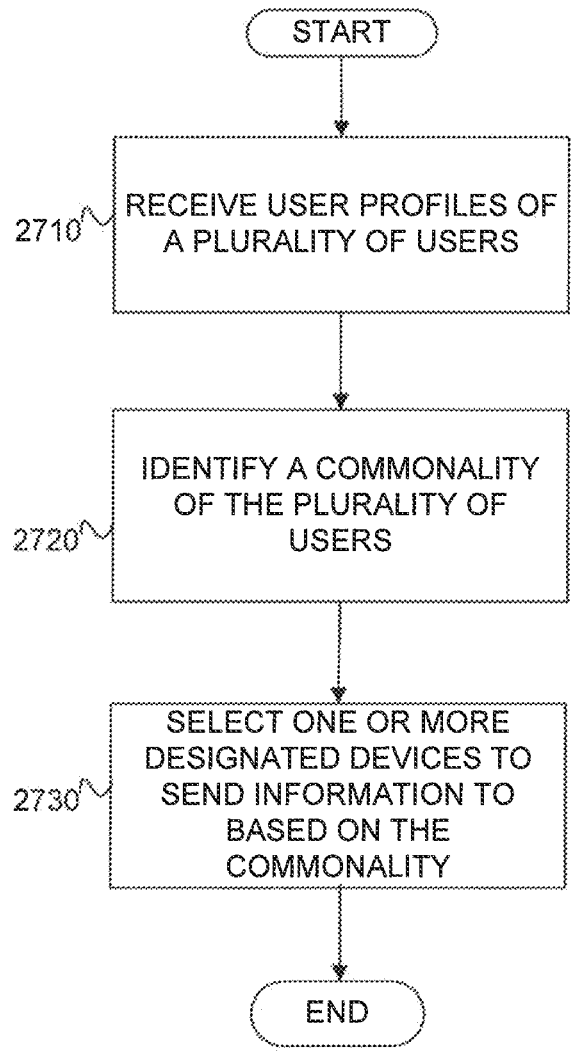 START
2710
RECEIVE USER PROFILES OF
A PLURALITY OF USERS
2720
IDENTIFY A COMMONALITY
OF THE PLURALITY OF
USERS
2730
SELECT ONE OR MORE
DESIGNATED DEVICES TO
SEND INFORMATION TO
BASED ON THE
COMMONALITY
END